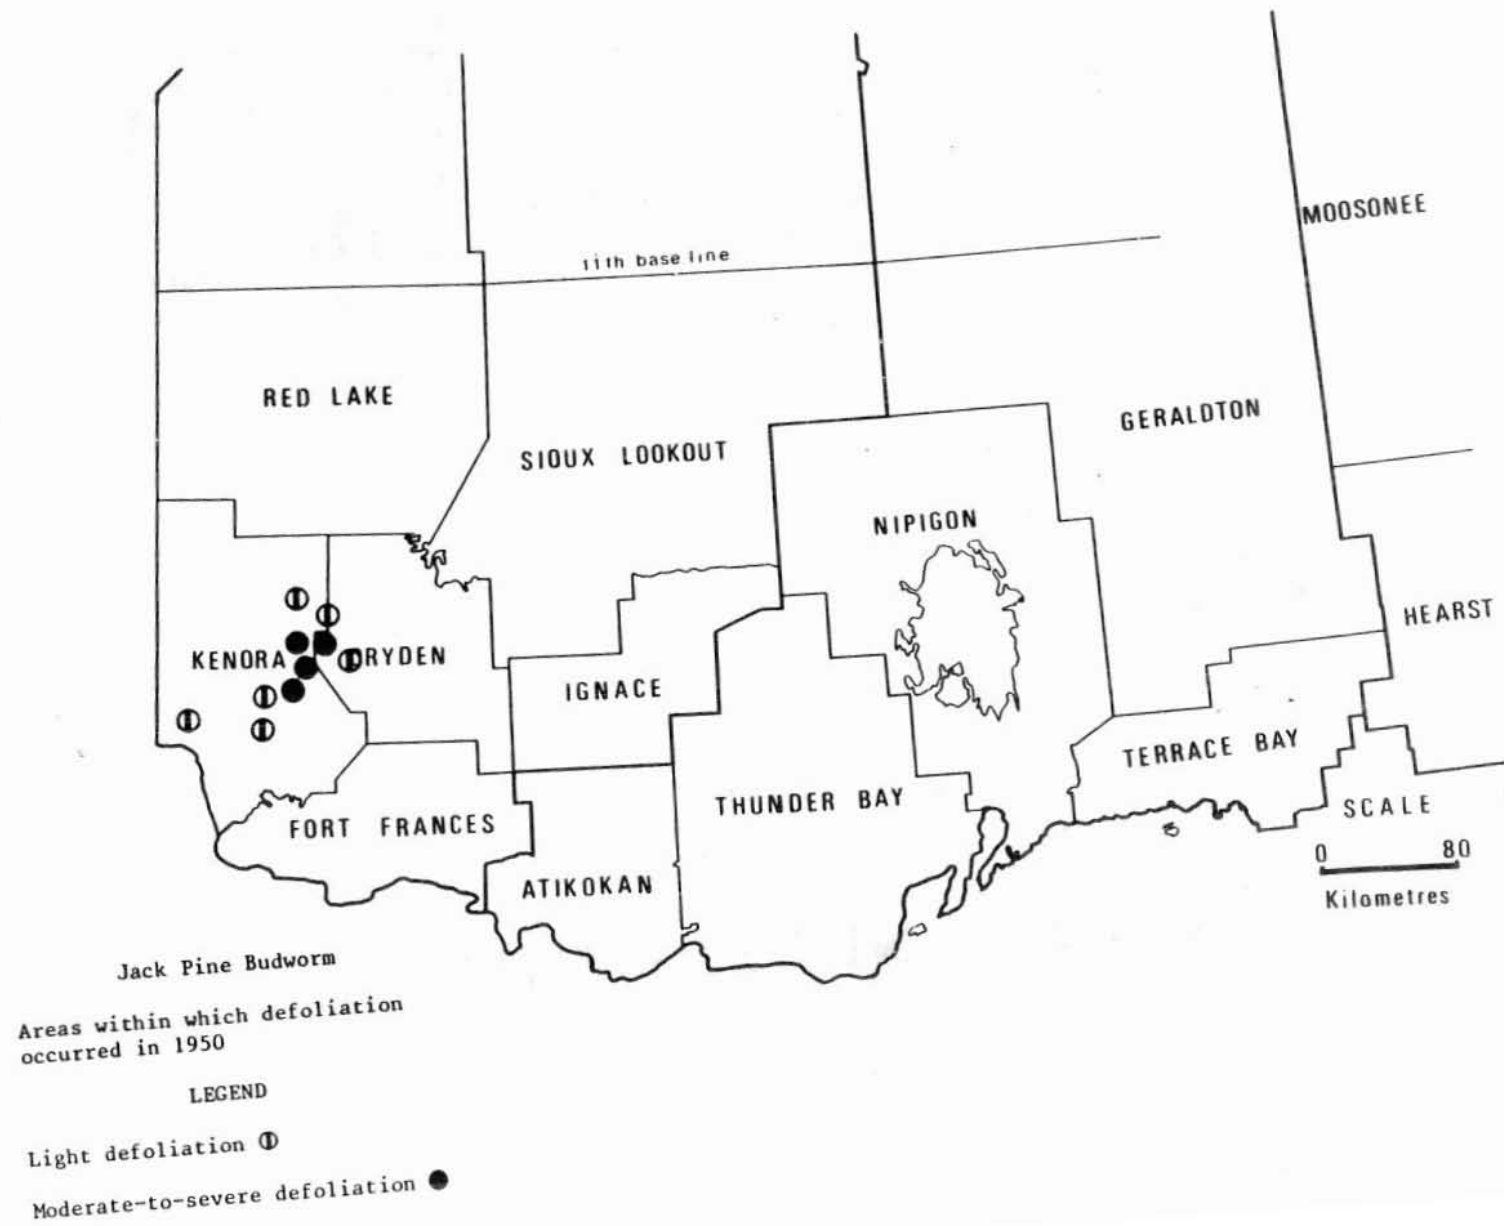 MOOSONEE
11th base line
RED LAKE
GERALDTON
SIOUX LOOKOUT
NIPIGON
HEARST
KENORA
DRYDEN
IGNACE
TERRACE BAY
THUNDER BAY
SCALE
FORT FRANCES
0 80
ATIKOKAN
Kilometres
Jack Pine Budworm
Areas within which defoliation
occurred in 1950
LEGEND
Light defoliation
Moderate-to-severe defoliation